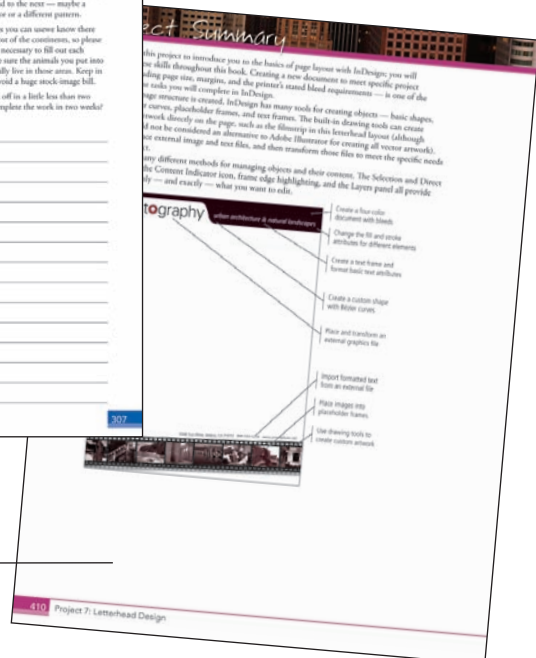 d to the next — maybe a
or or a different pattern.
s you can usewe know there
out of the continents, so please
necessary to fill out each
sure the animals you put into
lly live in those areas. Keep in
void a huge stock-image bill.
off in a little less than two
mplete the work in two weeks?
307
ect Summary
this project to introduce you to the basics of page layout with InDesign; you will
se skills throughout this book. Creating a new document to meet specific project
ding page size, margins, and the printer's stated bleed requirements — is one of the
tasks you will complete in InDesign.
page structure is created, InDesign has many tools for creating objects — basic shapes,
curves, placeholder frames, and text frames. The built-in drawing tools can create
twork directly on the page, such as the filmstrip in this letterhead layout (although
d not be considered an alternative to Adobe Illustrator for creating all vector artwork).
ce external image and text files, and then transform those files to meet the specific needs
ct.
any different methods for managing objects and their content. The Selection and Direct
the Content Indicator icon, frame edge highlighting, and the Layers panel all provide
ly — and exactly — what you want to edit.
tography urban architecture & natural landscapes
Create a four-color
document with bleeds
Change the fill and stroke
attributes for different elements
Create a text frame and
format basic text attributes
Create a custom shape
with Bézier curves
Place and transform an
external graphics file
Import formatted text
from an external file
Place images into
placeholder frames
Use drawing tools to
create custom artwork
410 Project 7: Letterhead Design